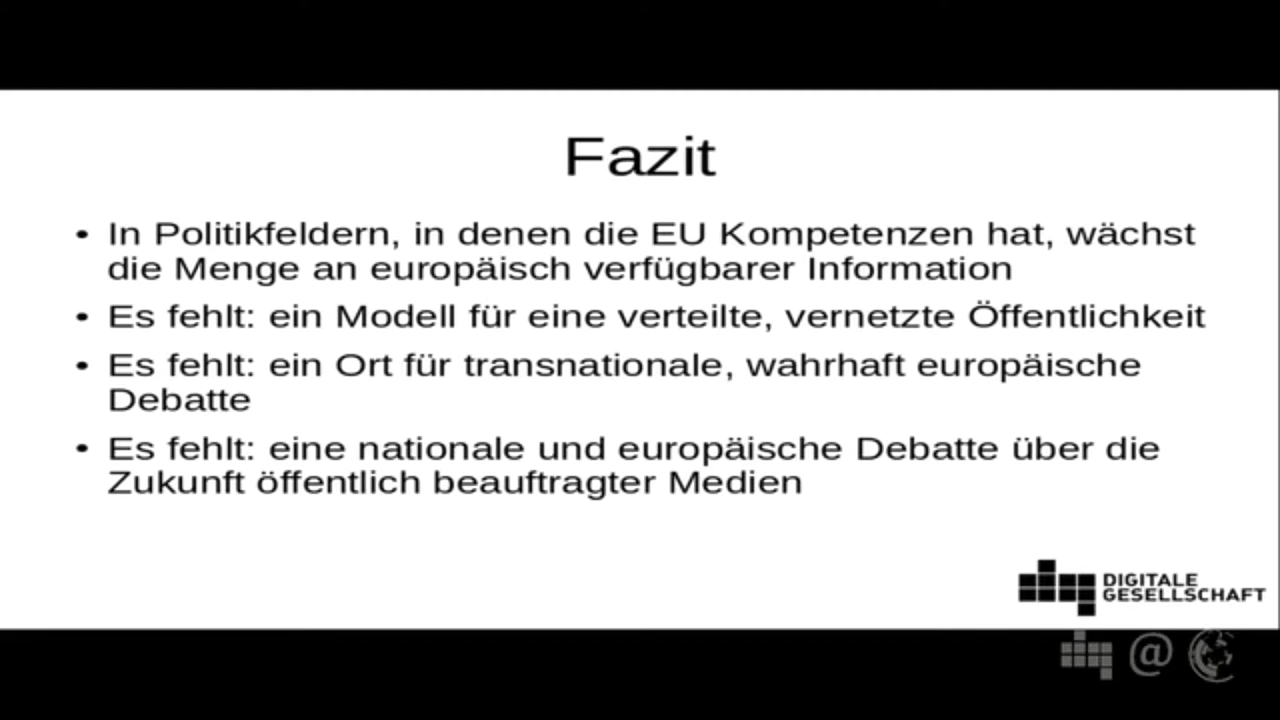 Fazit
• In Politikfeldern, in denen die EU Kompetenzen hat, wächst
die Menge an europäisch verfügbarer Information
• Es fehlt: ein Modell für eine verteilte, vernetzte Öffentlichkeit
• Es fehlt: ein Ort für transnationale, wahrhaft europäische
Debatte
• Es fehlt: eine nationale und europäische Debatte über die
Zukunft öffentlich beauftragter Medien
DIGITALE
GESELLSCHAFT
@